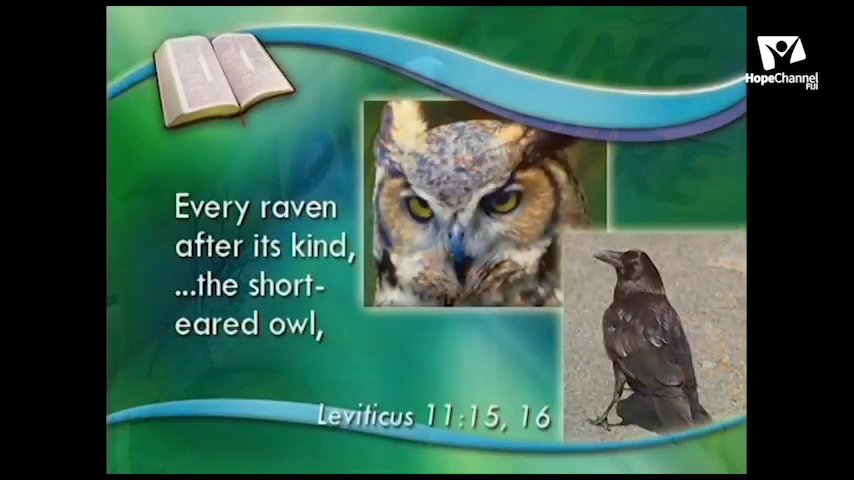 HopeChannel
FIJI
Every raven
after its kind,
...the short-
eared owl,
Leviticus 11:15, 16